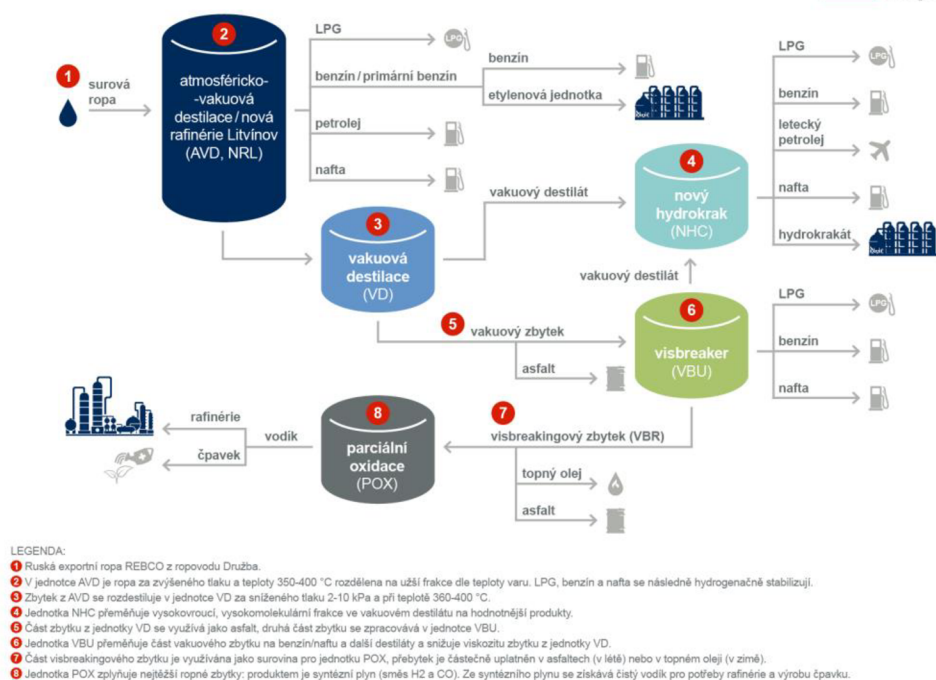 1
surová
ropa
2
atmosféricko-
-vakuová
destilace/nová
rafinérie Litvínov
(AVD, NRL)
LPG
LPG
benzín/primární benzín
benzín
etylenová jednotka
petrolej
nafta
3
vakuová
destilace
(VD)
vakuový destilát
4
nový
hydrokrak
(NHC)
LPG
LPG
benzín
letecký
petrolej
nafta
hydrokrakát
vakuový destilát
5
vakuový zbytek
asfalt
6
visbreaker
(VBU)
LPG
LPG
benzín
nafta
7
visbreakingový zbytek (VBR)
topný olej
asfalt
8
parciální
oxidace
(POX)
vodík
rafinérie
čpavek
LEGENDA:
1 Ruská exportní ropa REBCO z ropovodu Družba.
2 V jednotce AVD je ropa za zvýšeného tlaku a teploty 350-400 °C rozdělena na užší frakce dle teploty varu. LPG, benzín a nafta se následně hydrogenačně stabilizují.
3 Zbytek z AVD se rozdestiluje v jednotce VD za sníženého tlaku 2-10 kPa a při teplotě 360-400 °C.
4 Jednotka NHC přeměňuje vysokovroucí, vysokomolekulární frakce ve vakuovém destilátu na hodnotnější produkty.
5 Část zbytku z jednotky VD se využívá jako asfalt, druhá část zbytku se zpracovává v jednotce VBU.
6 Jednotka VBU přeměňuje část vakuového zbytku na benzín/naftu a další destiláty a snižuje viskozitu zbytku z jednotky VD.
7 Část visbreakingového zbytku je využívána jako surovina pro jednotku POX, přebytek je částečně uplatněn v asfaltech (v létě) nebo v topném oleji (v zimě).
8 Jednotka POX zplyňuje nejtěžší ropné zbytky: produktem je syntézní plyn (směs H2 a CO). Ze syntézního plynu se získává čistý vodík pro potřeby rafinérie a výrobu čpavku.